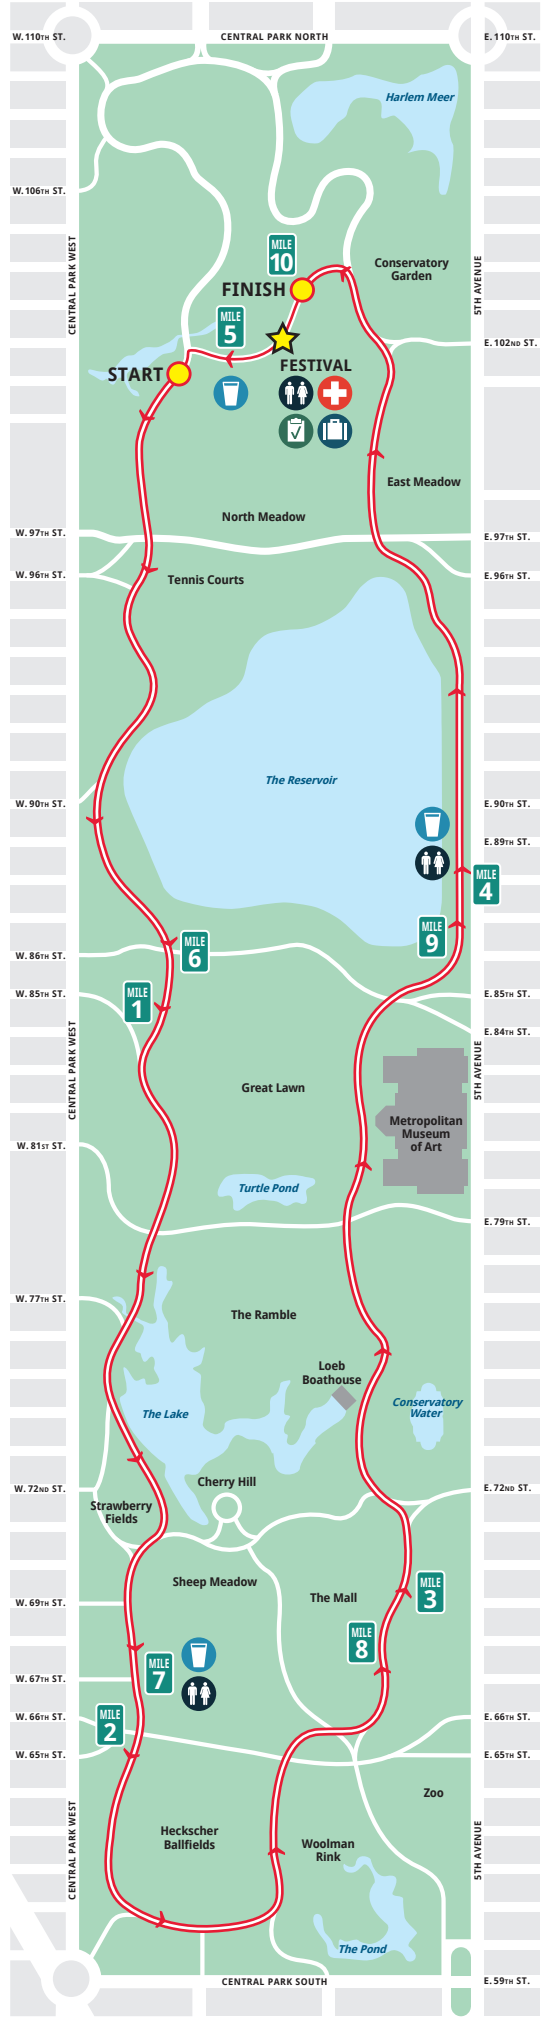 W. 110TH ST.
CENTRAL PARK NORTH
E. 110TH ST.
Harlem Meer
W. 106TH ST.
CENTRAL PARK WEST
MILE
10
Conservatory
Garden
5TH AVENUE
FINISH
MILE
5
E. 102ND ST.
FESTIVAL
START
East Meadow
North Meadow
W. 97TH ST.
E. 97TH ST.
W. 96TH ST.
Tennis Courts
E. 96TH ST.
The Reservoir
W. 90TH ST.
E. 90TH ST.
E. 89TH ST.
MILE
4
MILE
9
MILE
6
W. 86TH ST.
W. 85TH ST.
MILE
1
E. 85TH ST.
E. 84TH ST.
CENTRAL PARK WEST
5TH AVENUE
Great Lawn
Metropolitan
Museum
of Art
W. 81ST ST.
Turtle Pond
E. 79TH ST.
W. 77TH ST.
The Ramble
Loeb
Boathouse
The Lake
Conservatory
Water
Cherry Hill
W. 72ND ST.
E. 72ND ST.
Strawberry
Fields
Sheep Meadow
The Mall
MILE
3
W. 69TH ST.
MILE
8
MILE
7
W. 67TH ST.
MILE
2
W. 66TH ST.
E. 66TH ST.
W. 65TH ST.
E. 65TH ST.
Zoo
CENTRAL PARK WEST
Heckscher
Ballfields
Woolman
Rink
5TH AVENUE
The Pond
CENTRAL PARK SOUTH
E. 59TH ST.